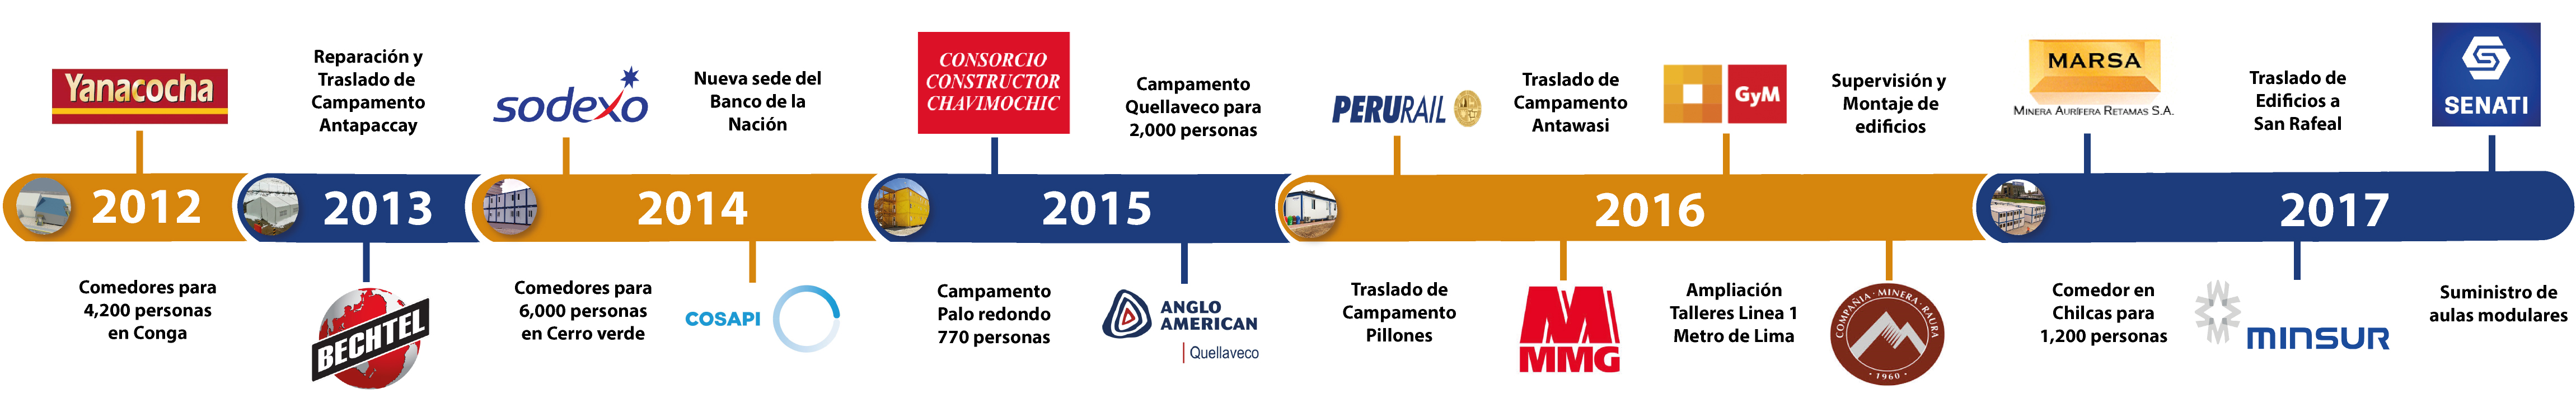 Yanacocha
2012
Comedores para
4,200 personas
en Conga
Reparación y
Traslado de
Campamento
Antapaccay
2013
BECHTEL
sodexo
2014
Comedores para
6,000 personas
en Cerro verde
Nueva sede del
Banco de la
Nación
COSAPI
CONSORCIO
CONSTRUCTOR
CHAVIMOCHIC
2015
Campamento
Palo redondo
770 personas
Campamento
Quellaveco para
2,000 personas
ANGLO
AMERICAN
Quellaveco
PERURAIL
2016
Traslado de
Campamento
Pillones
Traslado de
Campamento
Antawasi
MMG
GyM
Ampliación
Talleres Linea 1
Metro de Lima
Supervisión y
Montaje de
edificios
COMPAÑIA · MINERA · RAURA
· 1960 ·
MARSA
MINERA AURÍFERA RETAMAS S.A.
2017
Comedor en
Chilcas para
1,200 personas
Traslado de
Edificios a
San Rafeal
MINSUR
SENATI
Suministro de
aulas modulares